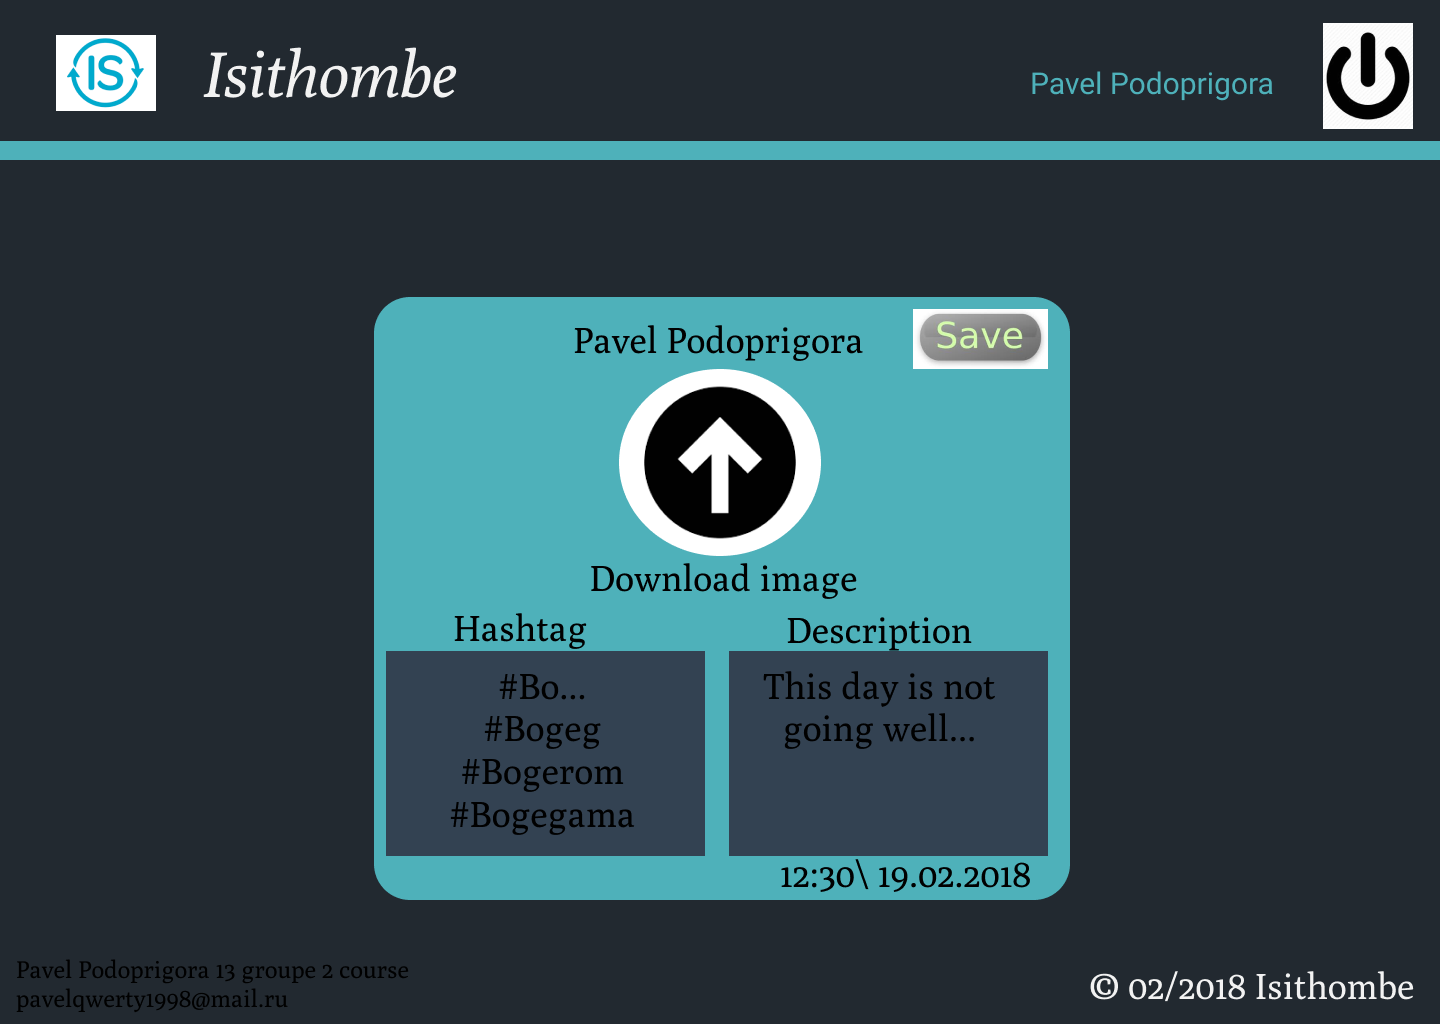 IS
Isithombe
Pavel Podoprigora
Pavel Podoprigora
Save
Download image
Hashtag
#Bo...
#Bogeg
#Bogerom
#Bogegama
Description
This day is not
going well...
12:30\ 19.02.2018
Pavel Podoprigora 13 groupe 2 course
pavelqwerty1998@mail.ru
© 02/2018 Isithombe